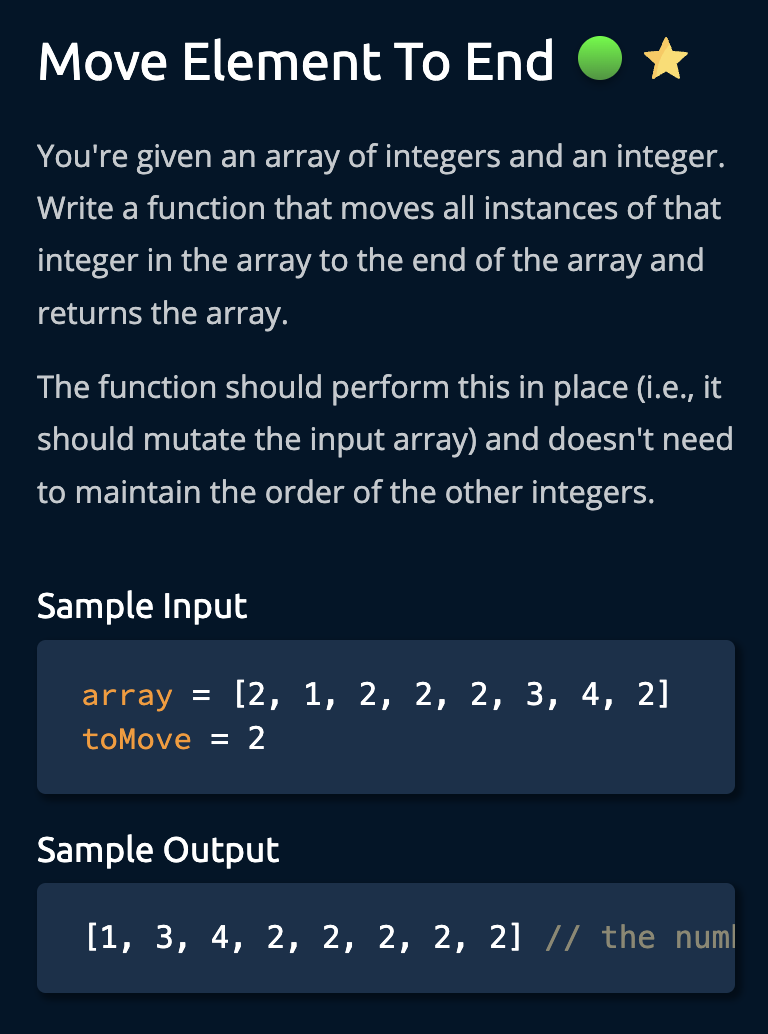 Move Element To End
You're given an array of integers and an integer.
Write a function that moves all instances of that
integer in the array to the end of the array and
returns the array.
The function should perform this in place (i.e., it
should mutate the input array) and doesn't need
to maintain the order of the other integers.
Sample Input
array = [2, 1, 2, 2, 2, 3, 4, 2]
toMove = 2
Sample Output
[1, 3, 4, 2, 2, 2, 2, 2] // the